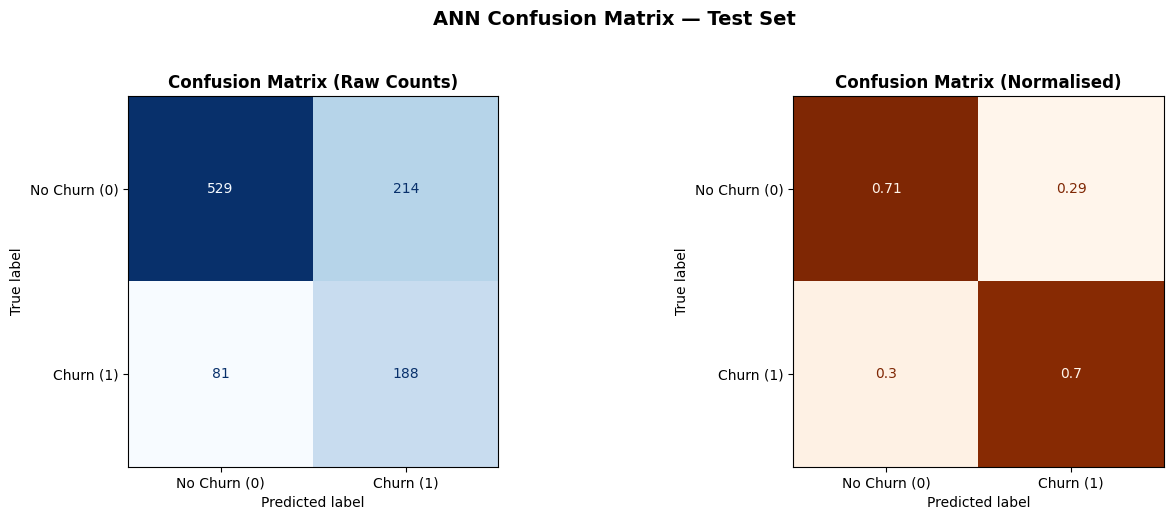 ANN Confusion Matrix — Test Set
Confusion Matrix (Raw Counts)
True label
No Churn (0)
529 214
Churn (1)
81 188
No Churn (0) Churn (1)
Predicted label
Confusion Matrix (Normalised)
True label
No Churn (0)
0.71 0.29
Churn (1)
0.3 0.7
No Churn (0) Churn (1)
Predicted label